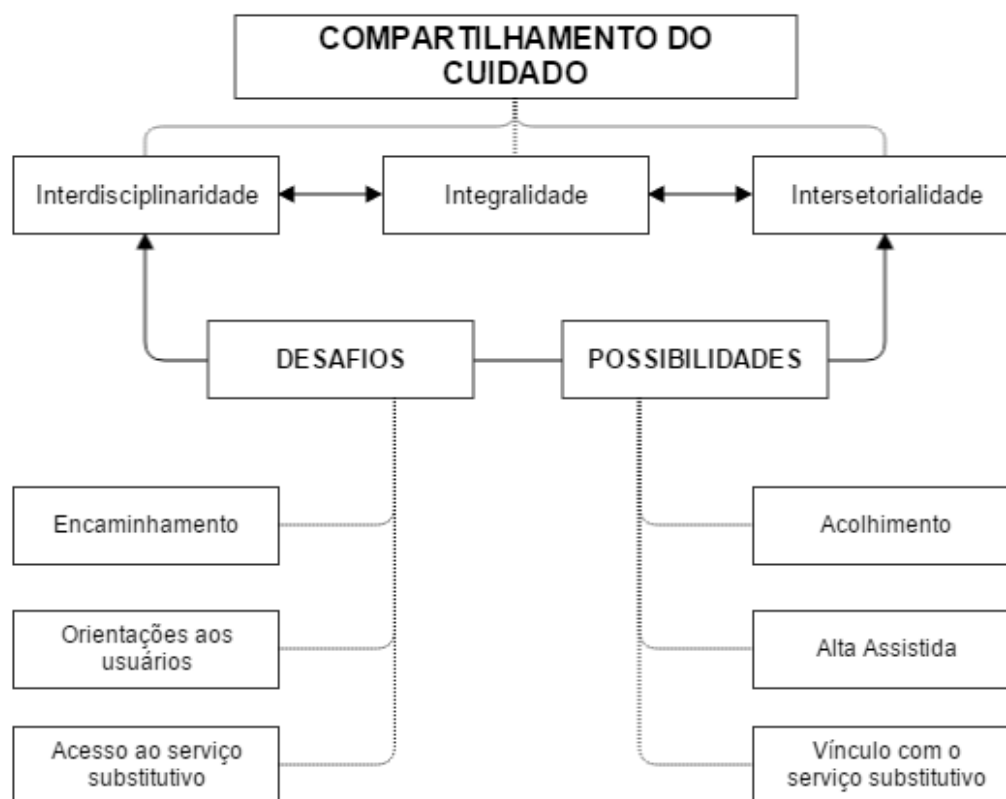 COMPARTILHAMENTO DO
CUIDADO
Interdisciplinaridade
Integralidade
Intersetorialidade
DESAFIOS
POSSIBILIDADES
Encaminhamento
Acolhimento
Orientações aos
usuários
Alta Assistida
Acesso ao serviço
substitutivo
Vínculo com o
serviço substitutivo